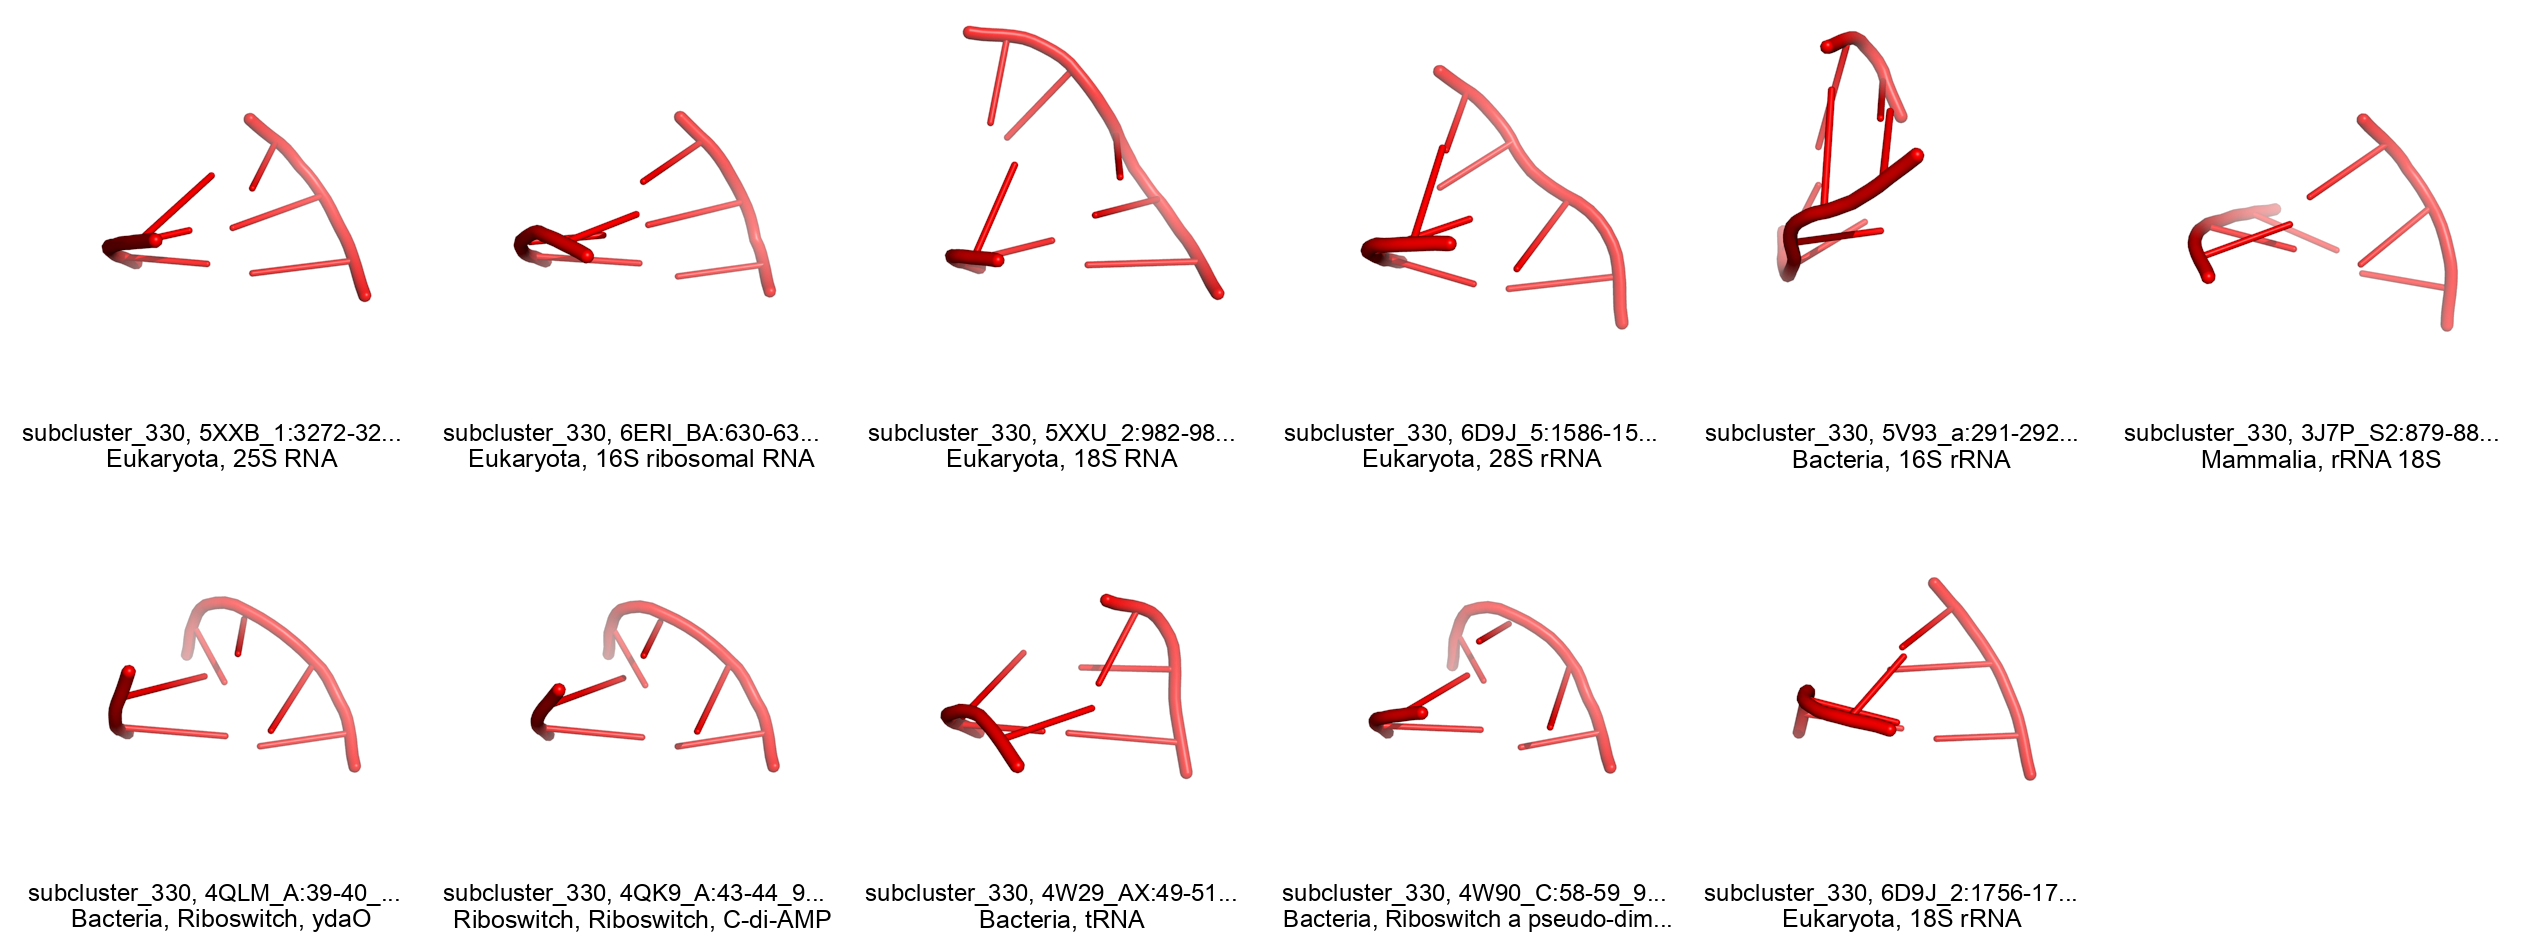 subcluster_330, 5XXB_1:3272-32...
Eukaryota, 25S RNA
subcluster_330, 6ERI_BA:630-63...
Eukaryota, 16S ribosomal RNA
subcluster_330, 5XXU_2:982-98...
Eukaryota, 18S RNA
subcluster_330, 6D9J_5:1586-15...
Eukaryota, 28S rRNA
subcluster_330, 5V93_a:291-292...
Bacteria, 16S rRNA
subcluster_330, 3J7P_S2:879-88...
Mammalia, rRNA 18S
subcluster_330, 4QLM_A:39-40_...
Bacteria, Riboswitch, ydaO
subcluster_330, 4QK9_A:43-44_9...
Riboswitch, Riboswitch, C-di-AMP
subcluster_330, 4W29_AX:49-51...
Bacteria, tRNA
subcluster_330, 4W90_C:58-59_9...
Bacteria, Riboswitch a pseudo-dim...
subcluster_330, 6D9J_2:1756-17...
Eukaryota, 18S rRNA